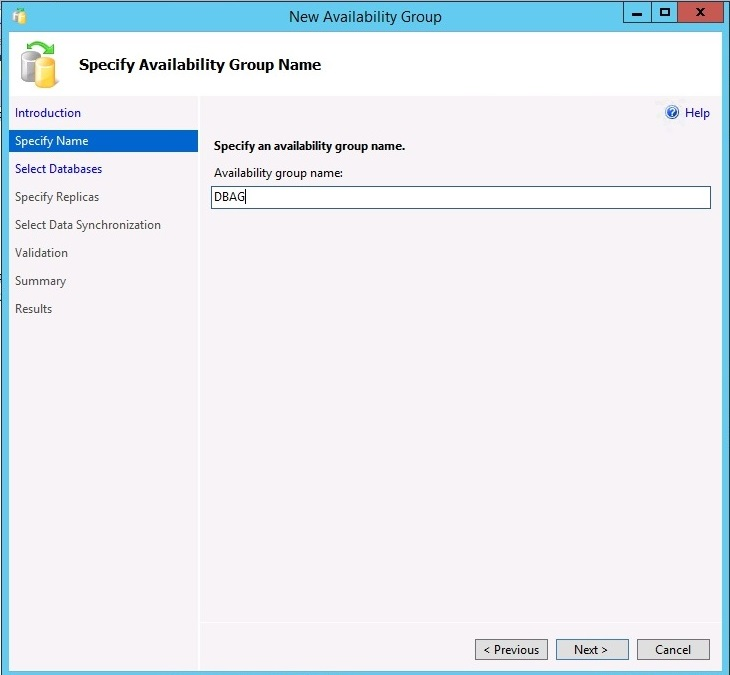 New Availability Group
Specify Availability Group Name
Introduction
Specify Name
Select Databases
Specify Replicas
Select Data Synchronization
Validation
Summary
Results
Help
Specify an availability group name.
Availability group name:
DBAG
< Previous
Next >
Cancel